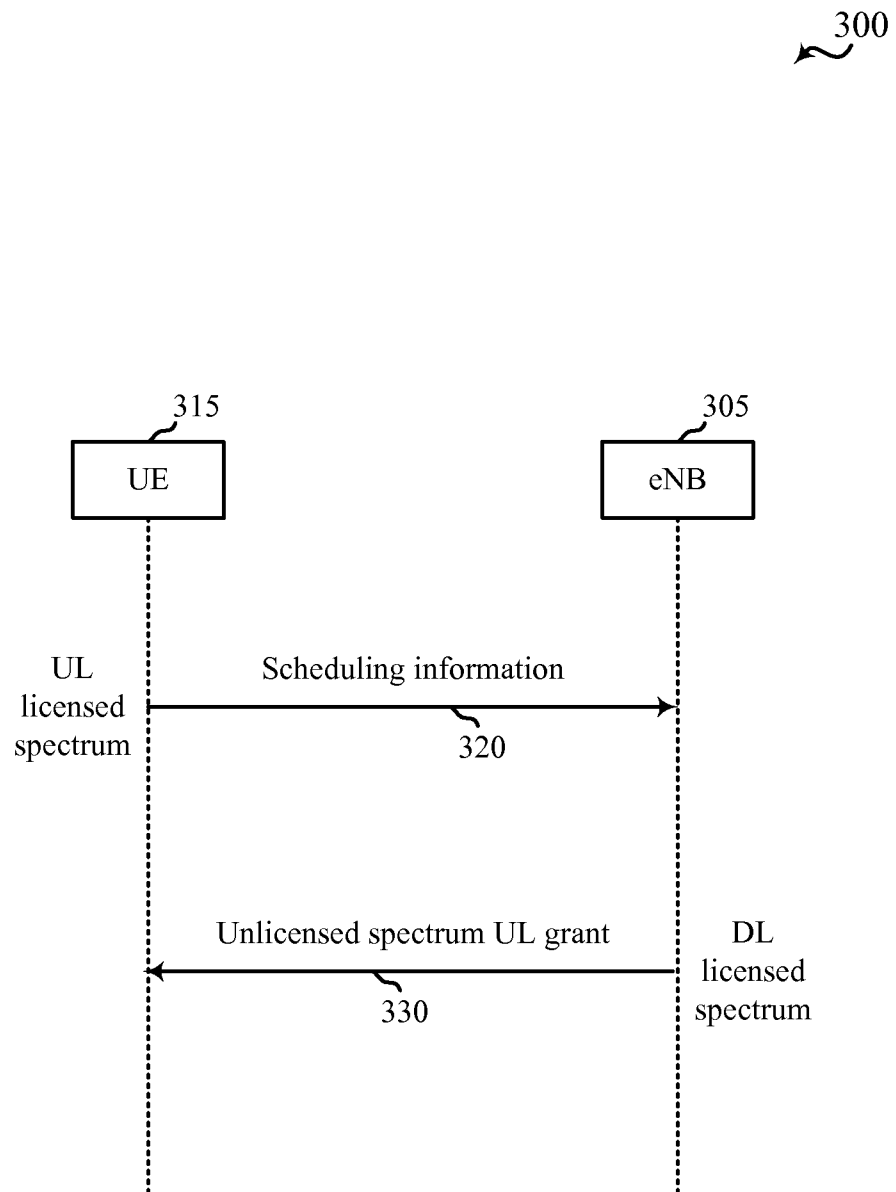 300
315
305
UE
eNB
UL
licensed
spectrum
Scheduling information
320
Unlicensed spectrum UL grant
330
DL
licensed
spectrum